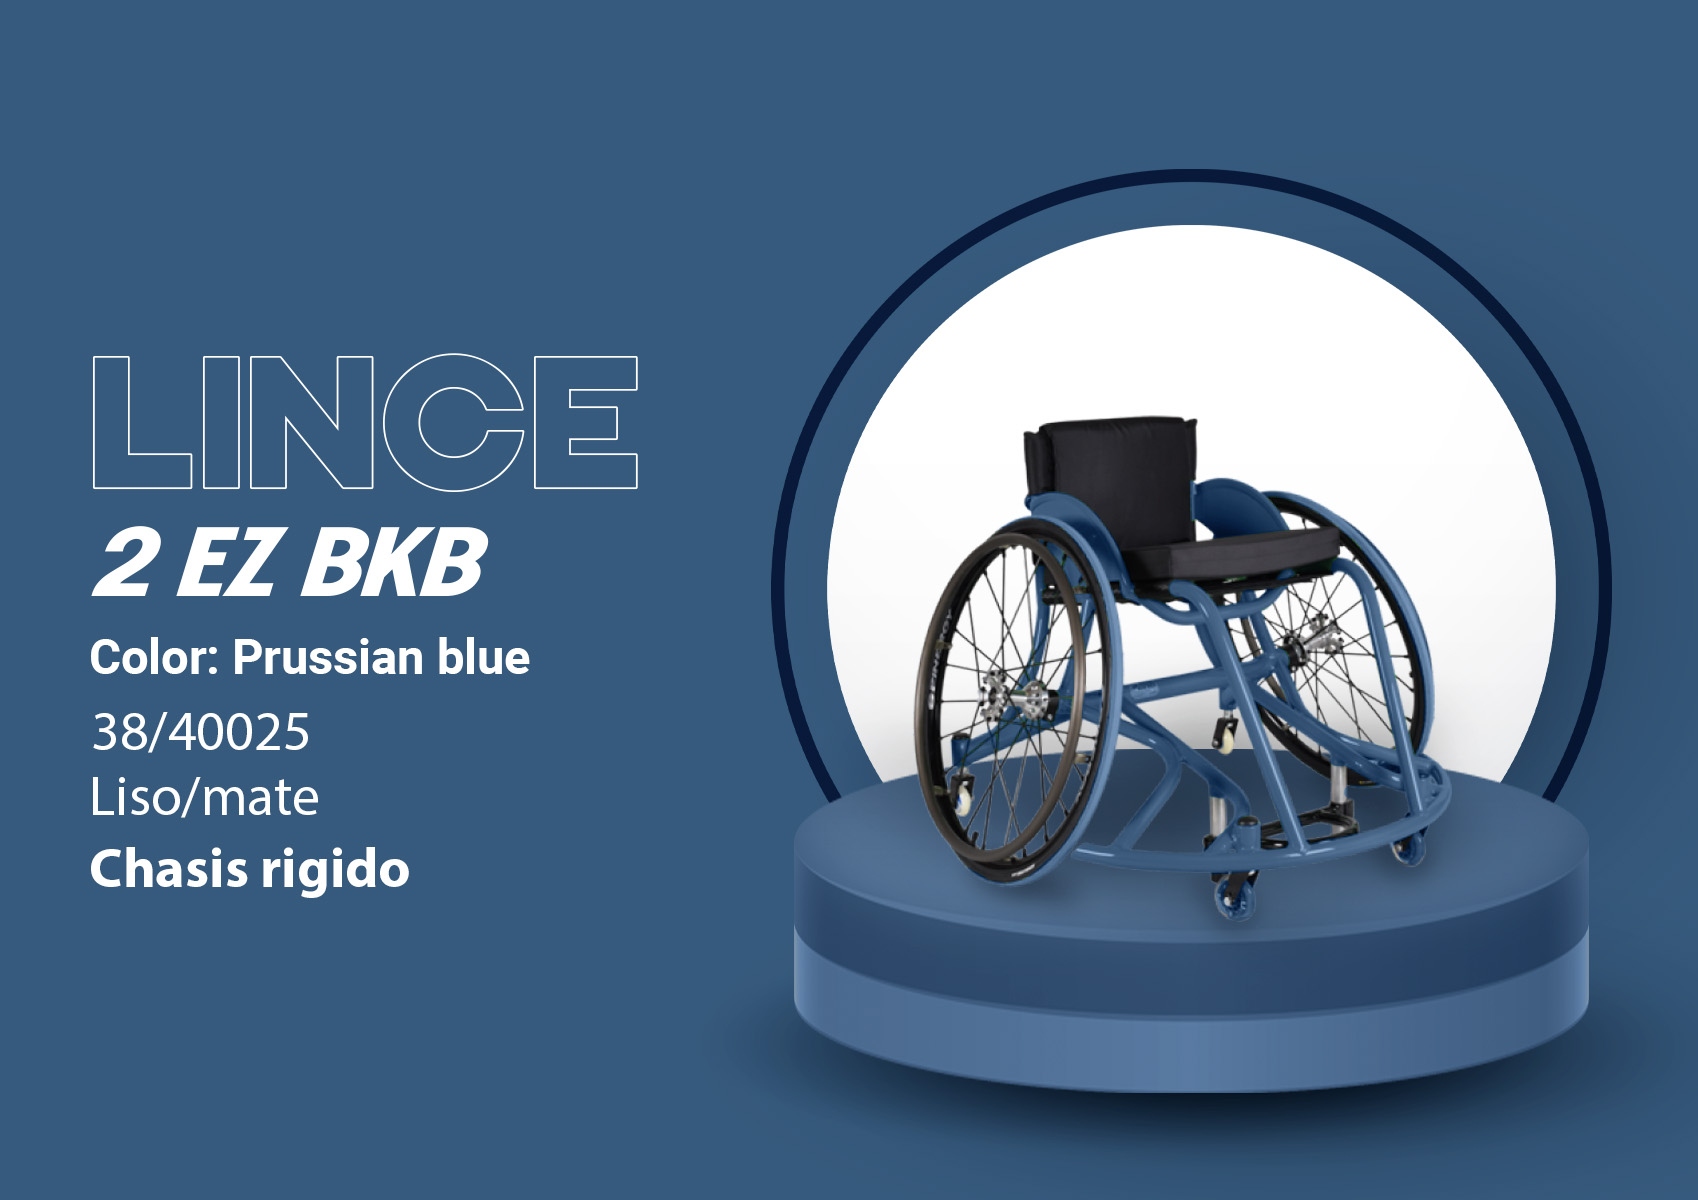 LINCE
2 EZ BKB
Color: Prussian blue
38/40025
Liso/mate
Chasis rigido